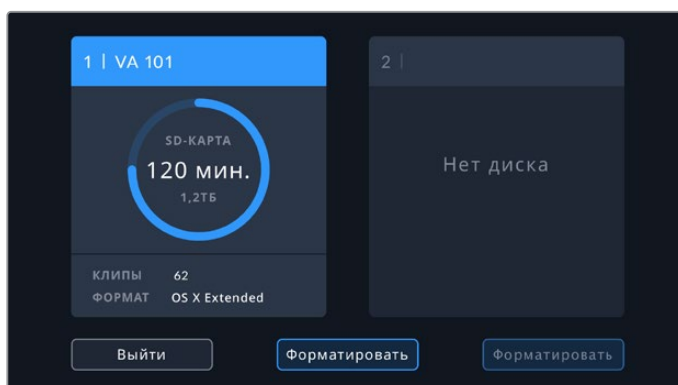 1 | VA 101
SD-КАРТА
120 мин.
1,2ТБ
КЛИПЫ 62
ФОРМАТ OS X Extended
2 |
Нет диска
Выйти
Форматировать
Форматировать